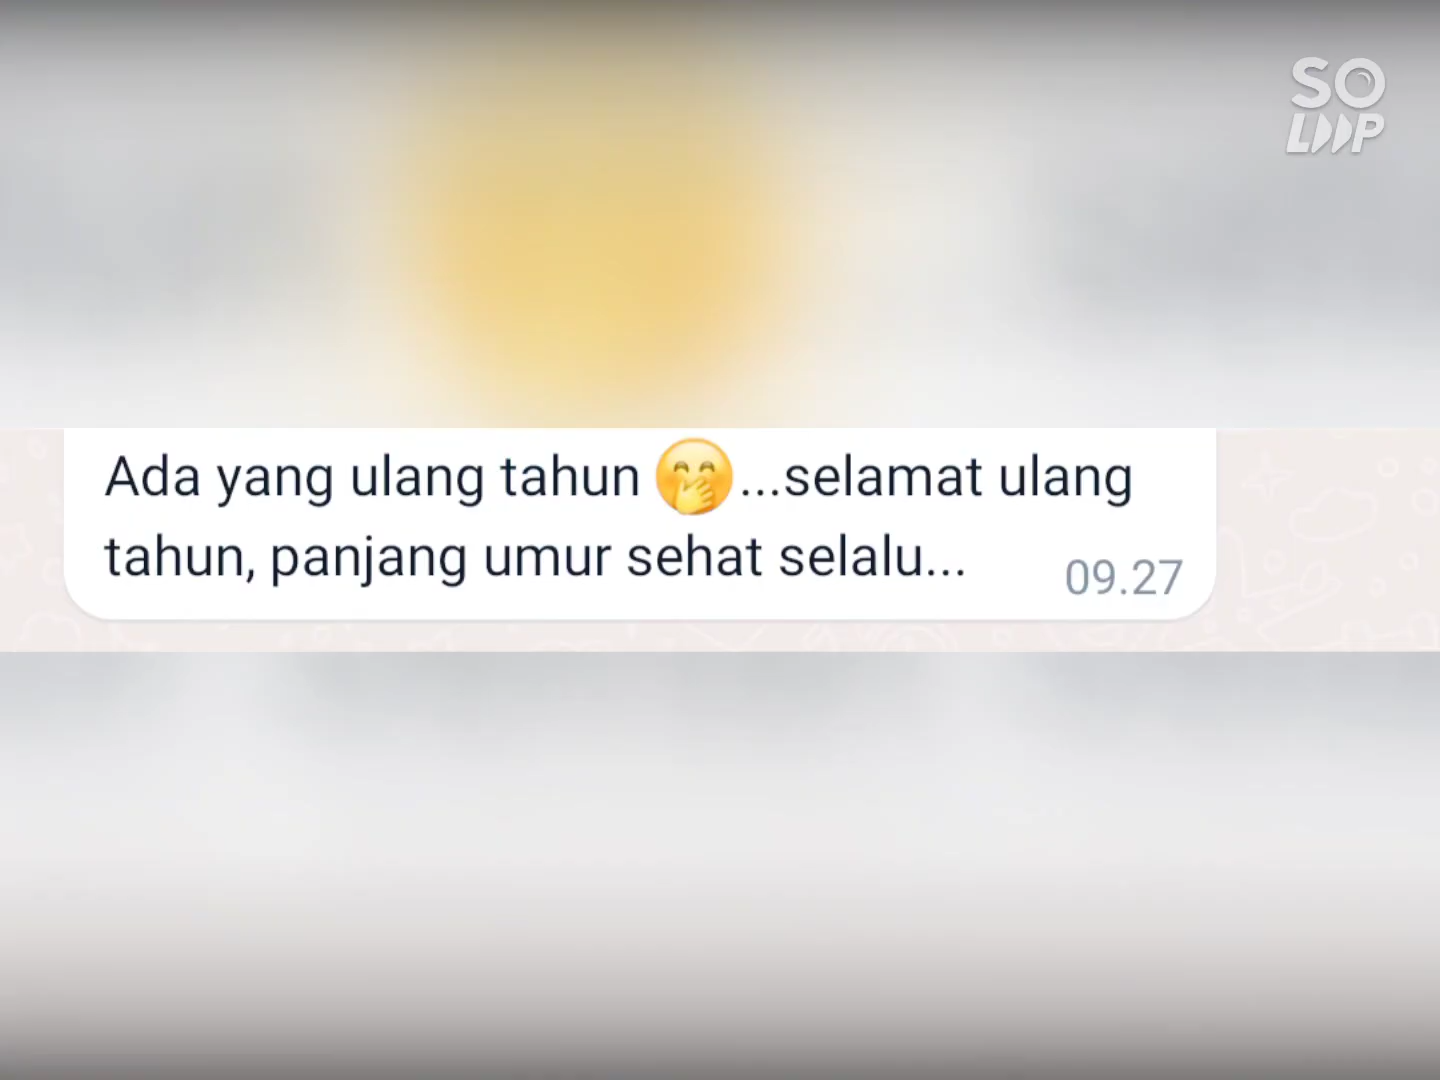 SO
LOOP
Ada yang ulang tahun 🤭...selamat ulang
tahun, panjang umur sehat selalu...
09.27